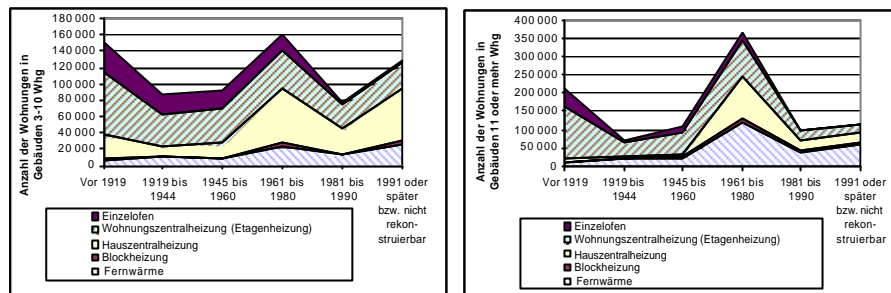 Anzahl der Wohnungen in
Gebäuden 3-10 Whg
180 000
160 000
140 000
120 000
100 000
80 000
60 000
40 000
20 000
0
Vor 1919
1919 bis
1944
1945 bis
1960
1961 bis
1980
1981 bis
1990
1991 oder
später
bzw. nicht
rekon-
struierbar
Einzelofen
Wohnungszentralheizung (Etagenheizung)
Hauszentralheizung
Blockheizung
Fernwärme
Anzahl der Wohnungen in
Gebäuden 11 oder mehr Whg
400 000
350 000
300 000
250 000
200 000
150 000
100 000
50 000
0
Vor 1919
1919 bis
1944
1945 bis
1960
1961 bis
1980
1981 bis
1990
1991 oder
später
bzw. nicht
rekon-
struierbar
Einzelofen
Wohnungszentralheizung (Etagenheizung)
Hauszentralheizung
Blockheizung
Fernwärme